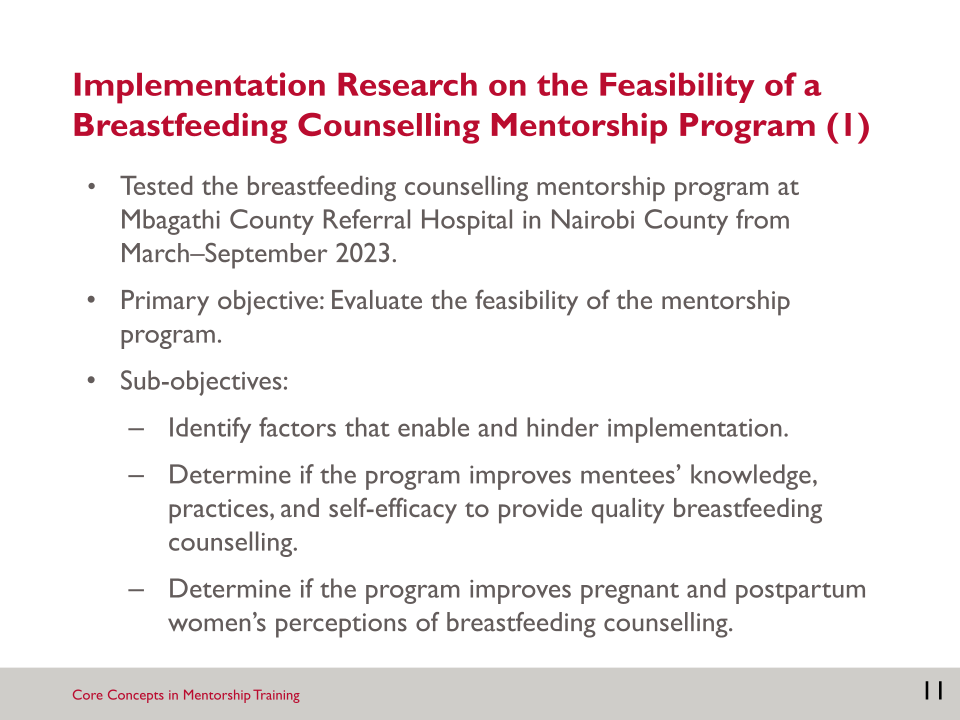 Implementation Research on the Feasibility of a
Breastfeeding Counselling Mentorship Program (1)
• Tested the breastfeeding counselling mentorship program at
Mbagathi County Referral Hospital in Nairobi County from
March–September 2023.
• Primary objective: Evaluate the feasibility of the mentorship
program.
• Sub-objectives:
– Identify factors that enable and hinder implementation.
– Determine if the program improves mentees’ knowledge,
practices, and self-efficacy to provide quality breastfeeding
counselling.
– Determine if the program improves pregnant and postpartum
women’s perceptions of breastfeeding counselling.
Core Concepts in Mentorship Training
11